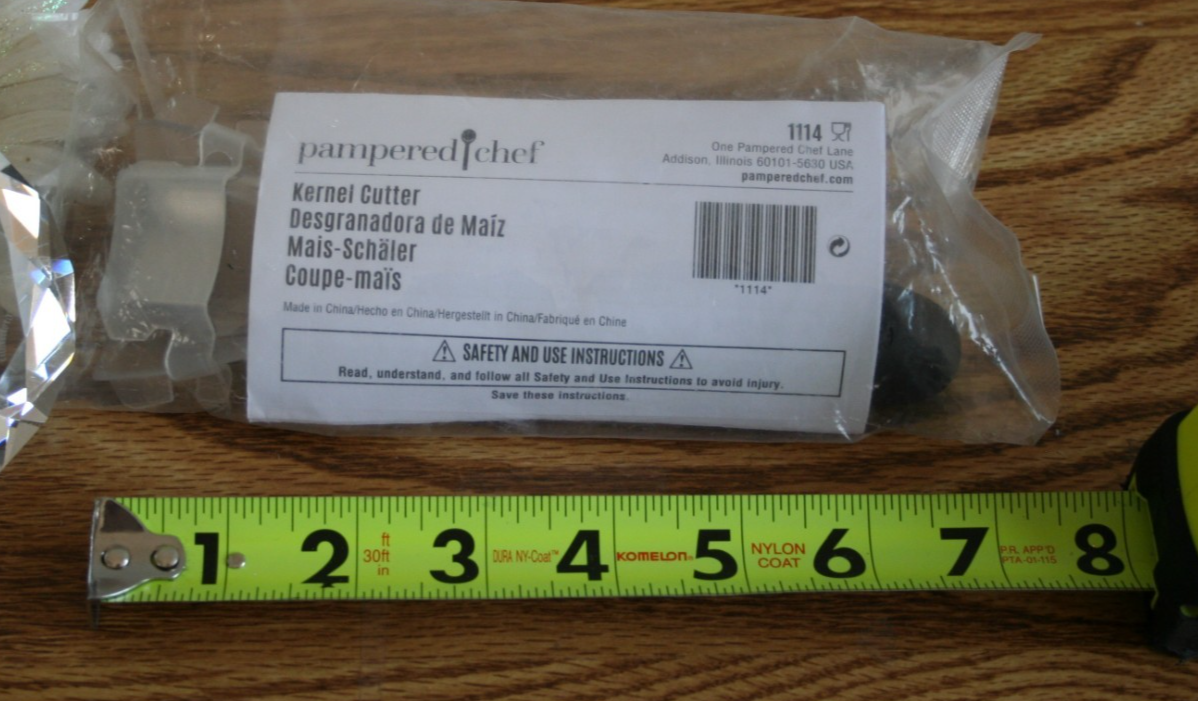 pampered chef
1114
One Pampered Chef Lane
Addison, Illinois 60101-5630 USA
pamperedchef.com
Kernel Cutter
Desgranadora de Maíz
Mais-Schäler
Coupe-maïs
*1114*
Made in China/Hecho en China/Hergestellt in China/Fabriqué en Chine
SAFETY AND USE INSTRUCTIONS
Read, understand, and follow all Safety and Use Instructions to avoid injury.
Save these instructions.
1 2 ft 3 DURA NY-Coat™ 4 KOMELON® 5 NYLON 6 7 P.R. APP'D 8
30ft COAT PTA-01-115
in